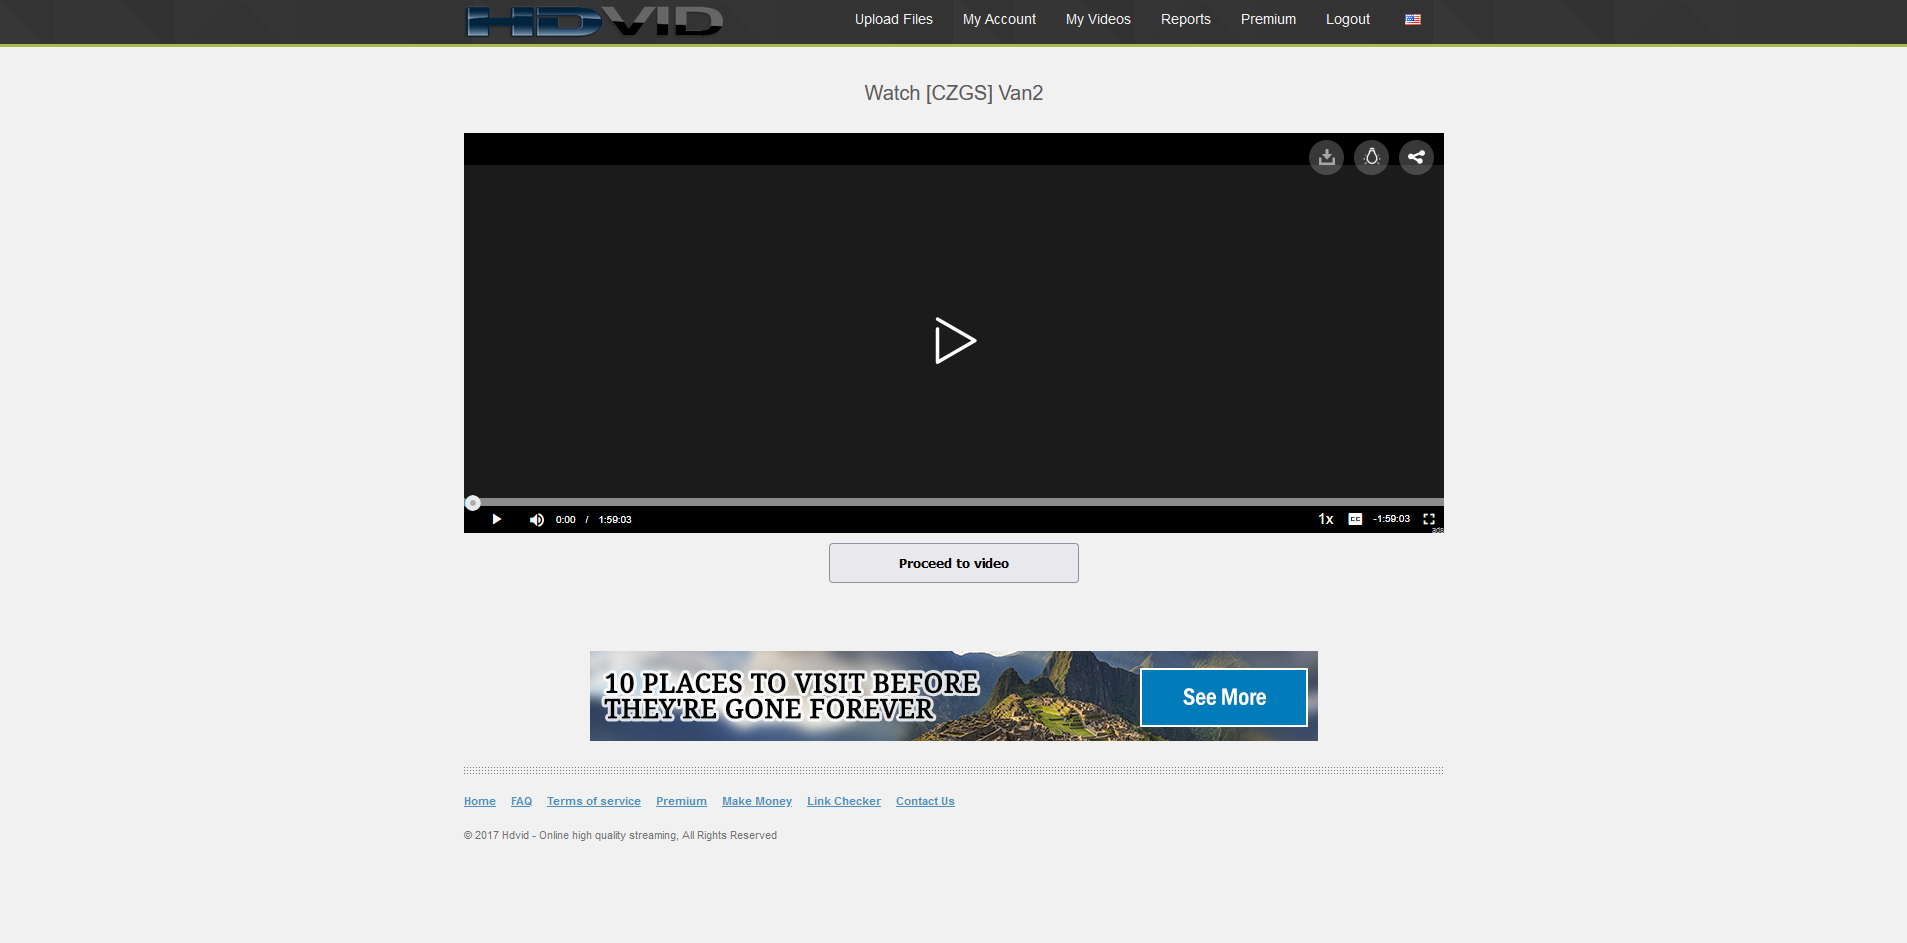 HDVID
Upload Files My Account My Videos Reports Premium Logout
Watch [CZGS] Van2
0:00 / 1:59:03 1x CC -1:59:03
ads
Proceed to video
10 PLACES TO VISIT BEFORE
THEY'RE GONE FOREVER
See More
Home FAQ Terms of service Premium Make Money Link Checker Contact Us
© 2017 Hdvid - Online high quality streaming, All Rights Reserved